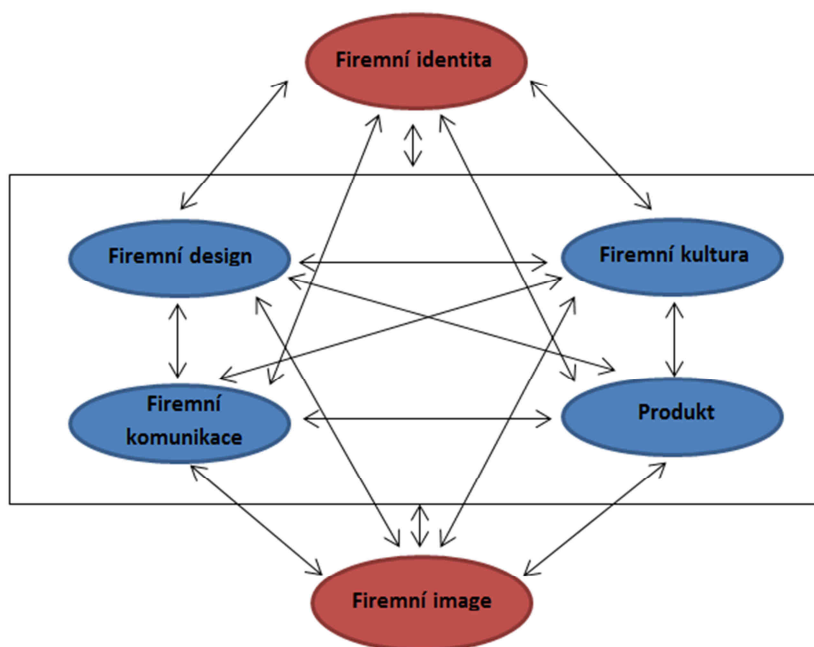 Firemní identita
Firemní design
Firemní kultura
Firemní
komunikace
Produkt
Firemní image